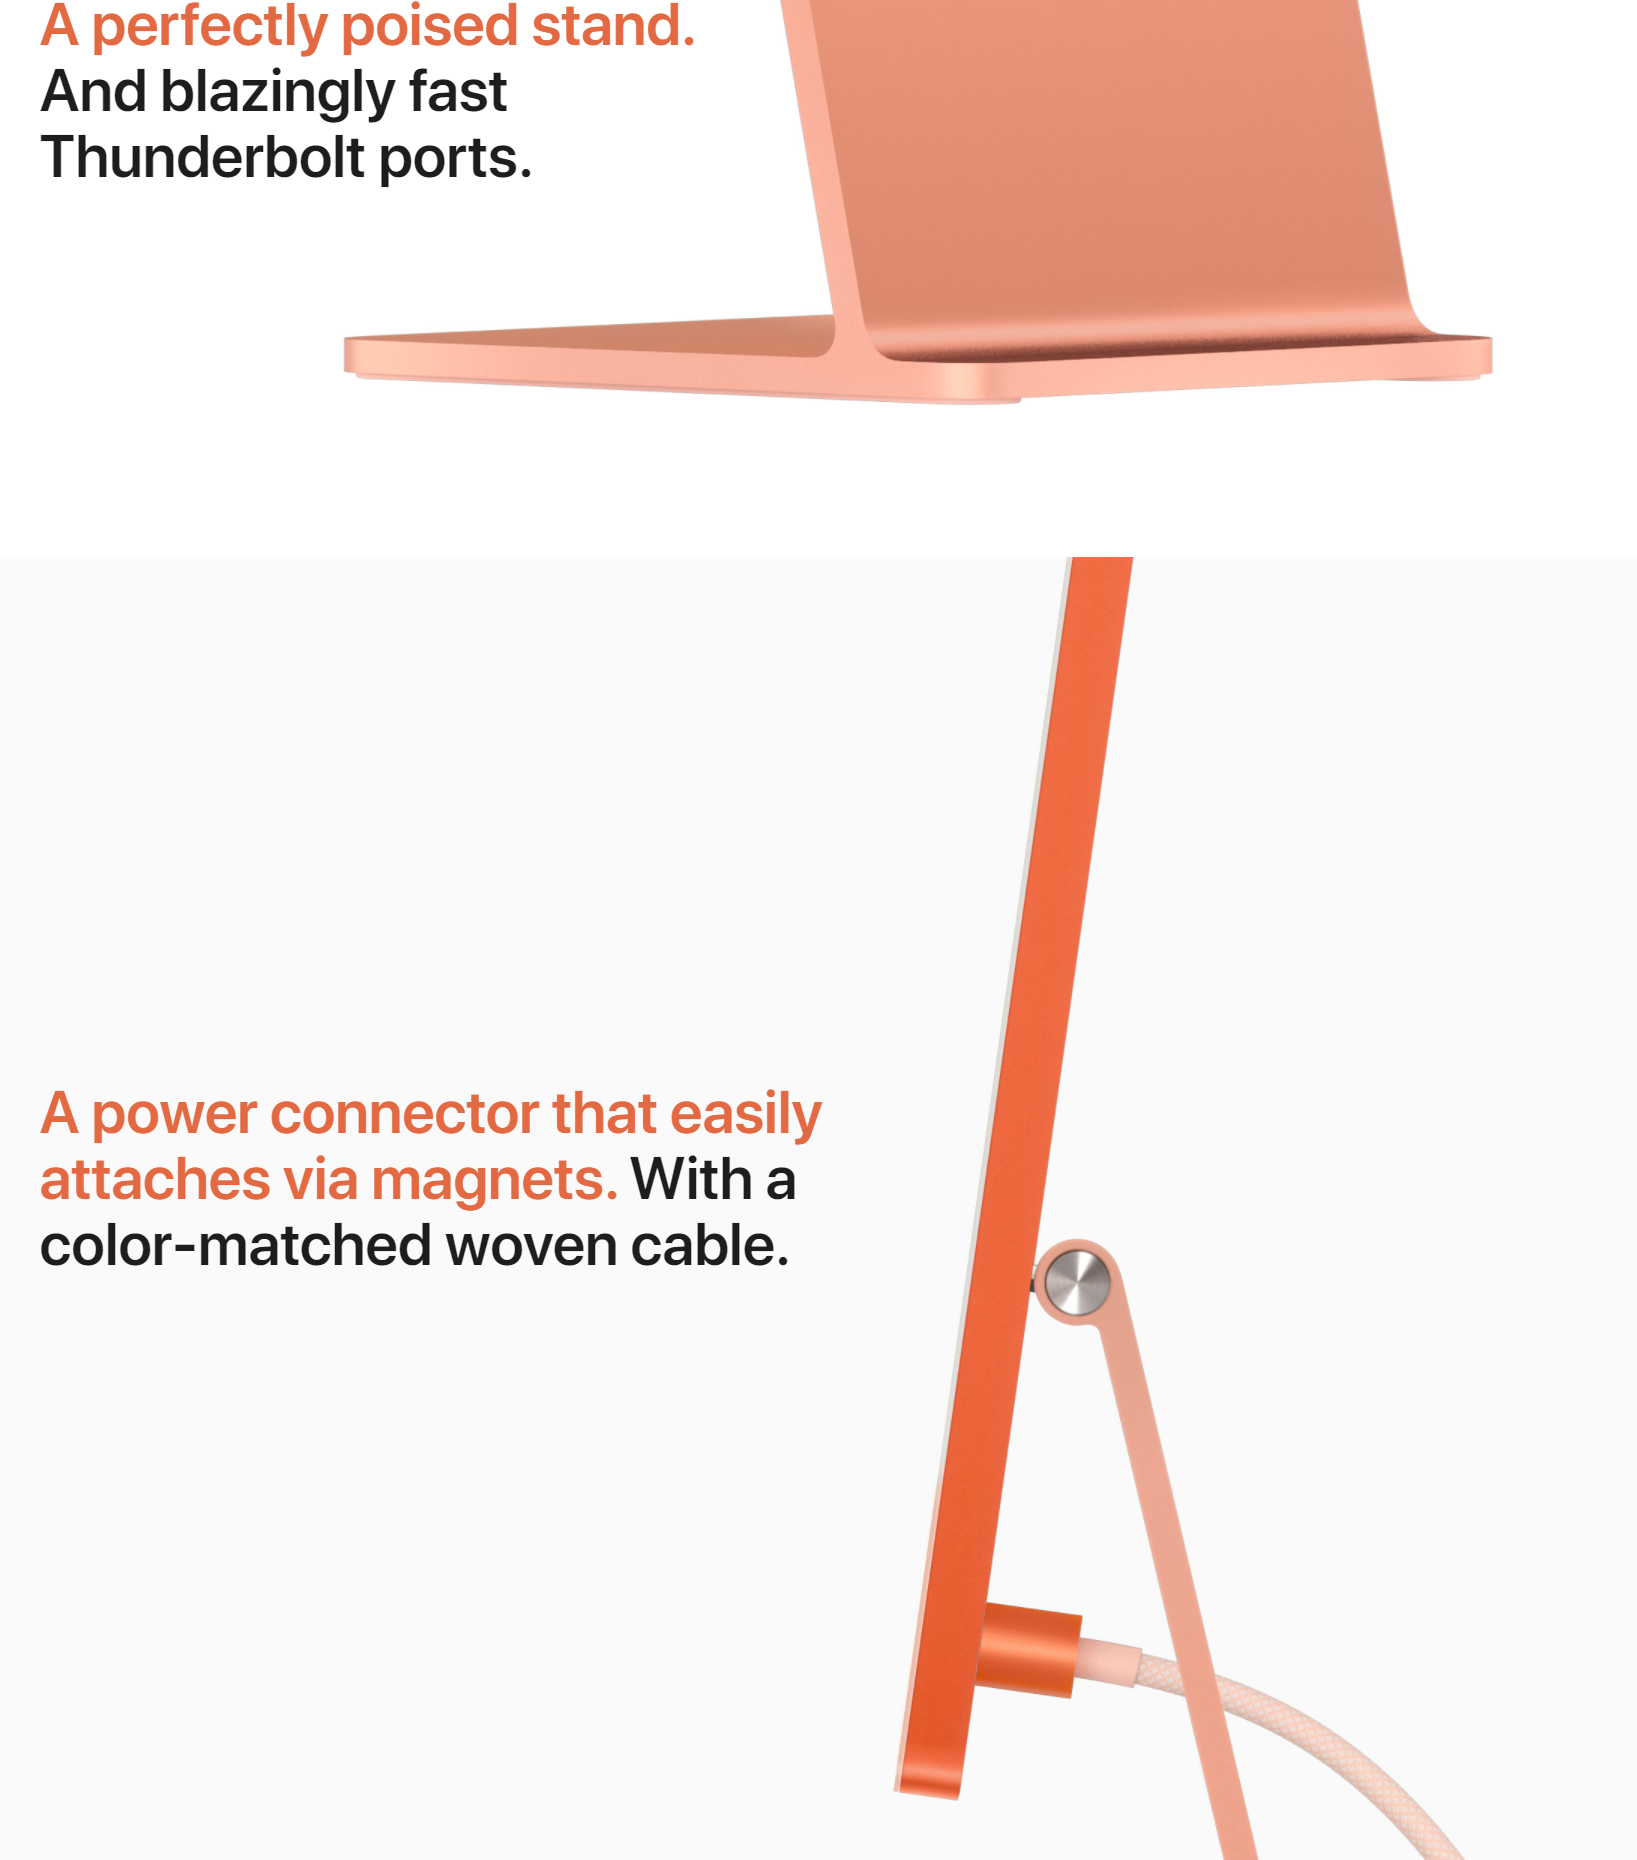 A perfectly poised stand.
And blazingly fast
Thunderbolt ports.
A power connector that easily
attaches via magnets. With a
color-matched woven cable.